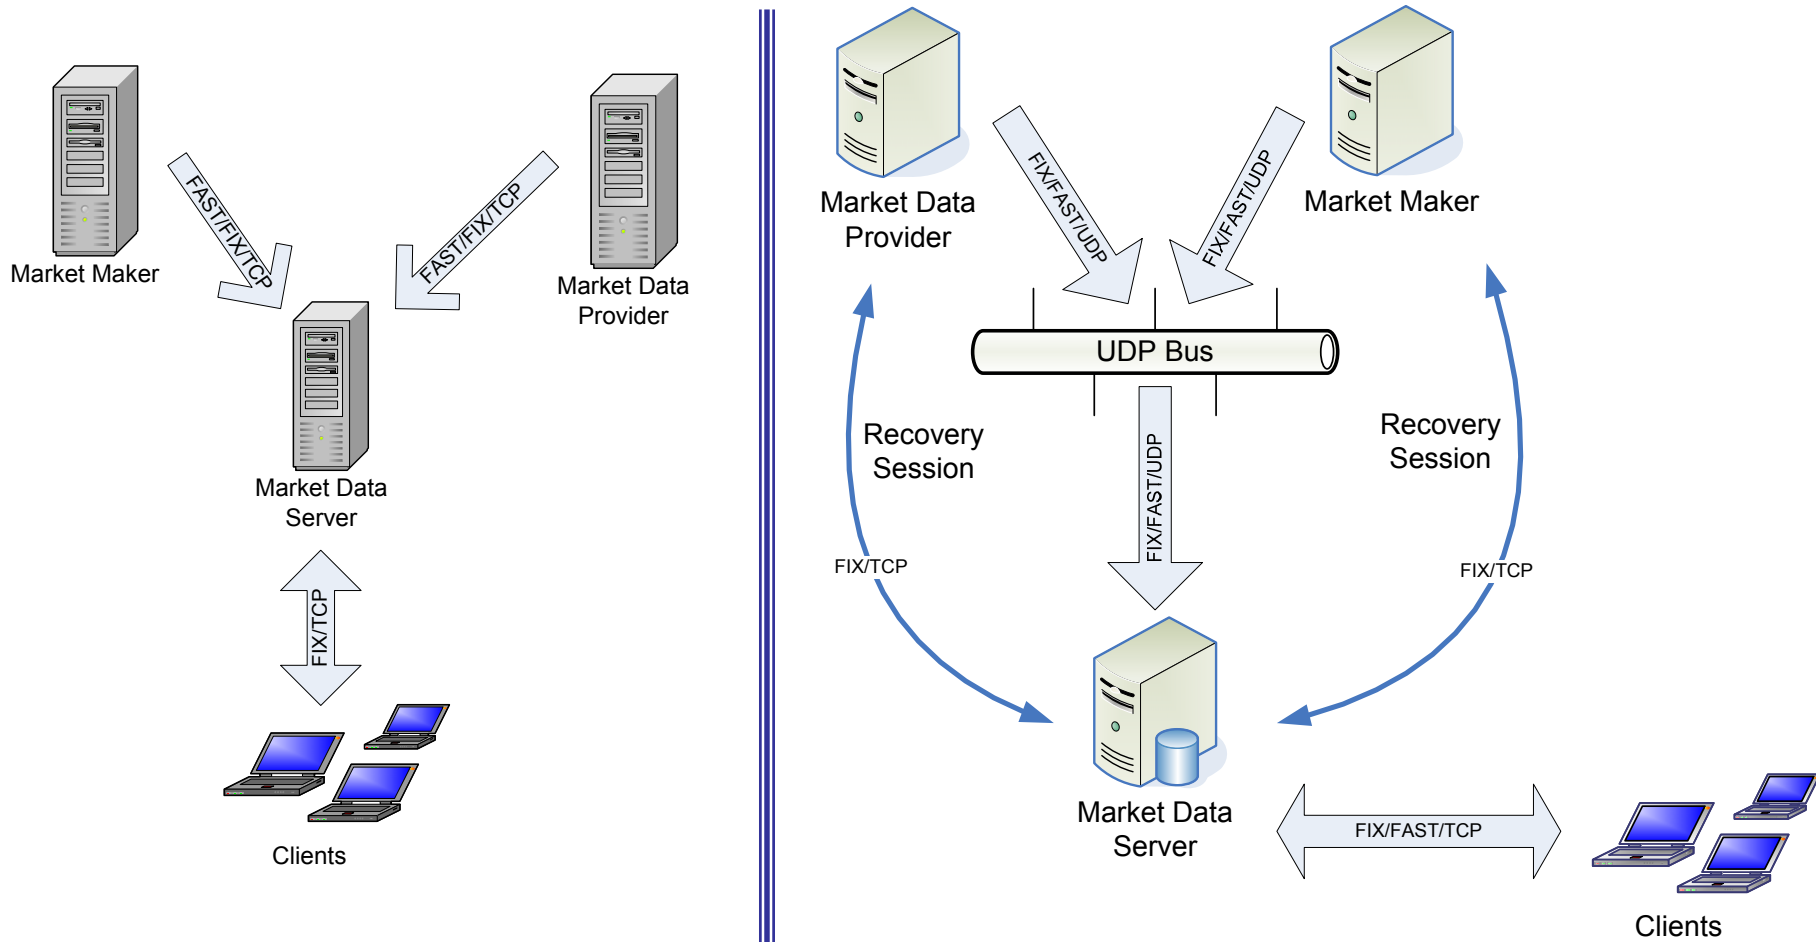 Market Maker
FAST/FIX/TCP
FAST/FIX/TCP
Market Data
Provider
Market Data
Server
FIX/TCP
Clients
Market Data
Provider
FIX/FAST/UDP
FIX/FAST/UDP
Market Maker
UDP Bus
Recovery
Session
FIX/FAST/UDP
Recovery
Session
FIX/TCP
FIX/TCP
Market Data
Server
FIX/FAST/TCP
Clients